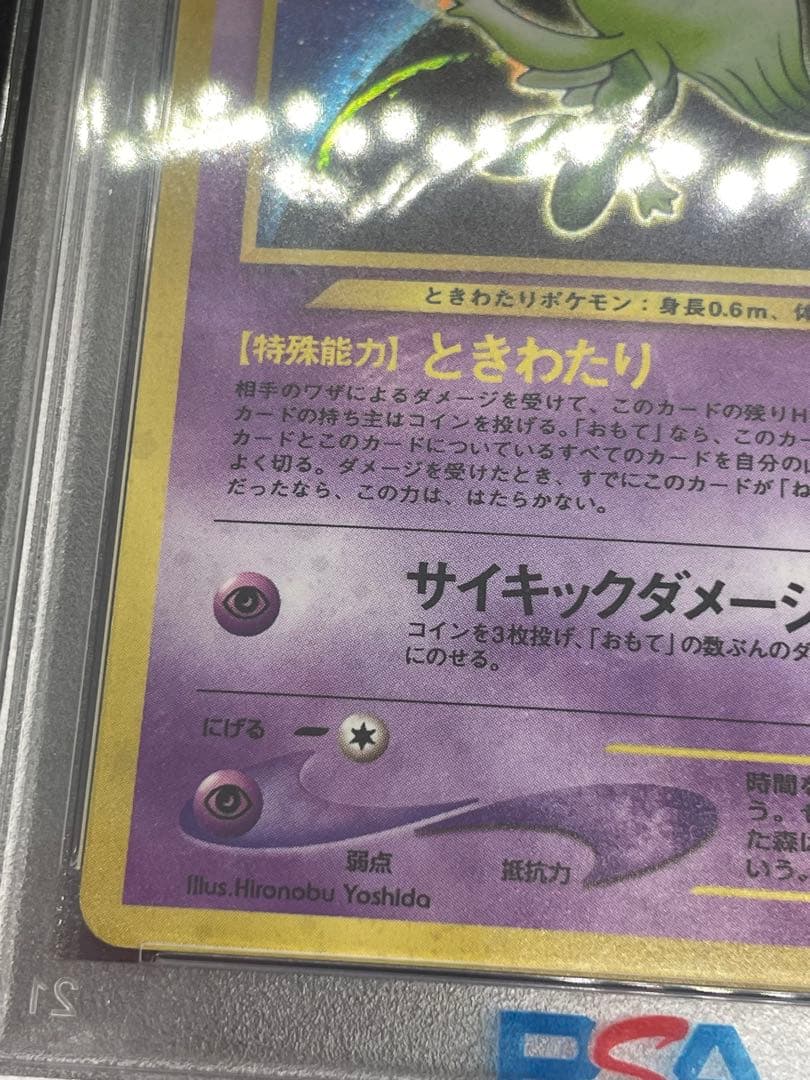 ときわたりポケモン：身長0.6m、体
【特殊能力】ときわたり
相手のワザによるダメージを受けて、このカードの残りH
カードの持ち主はコインを投げる。「おもて」なら、このカー
カードとこのカードについているすべてのカードを自分の山
よく切る。ダメージを受けたとき、すでにこのカードが「ね
だったなら、この力は、はたらかない。
サイキックダメージ
コインを3枚投げ、「おもて」の数ぶんのダ
にのせる。
にげる
時間を
う。
た森に
いう。
弱点
抵抗力
Illus.Hironobu Yoshida
21
PSA